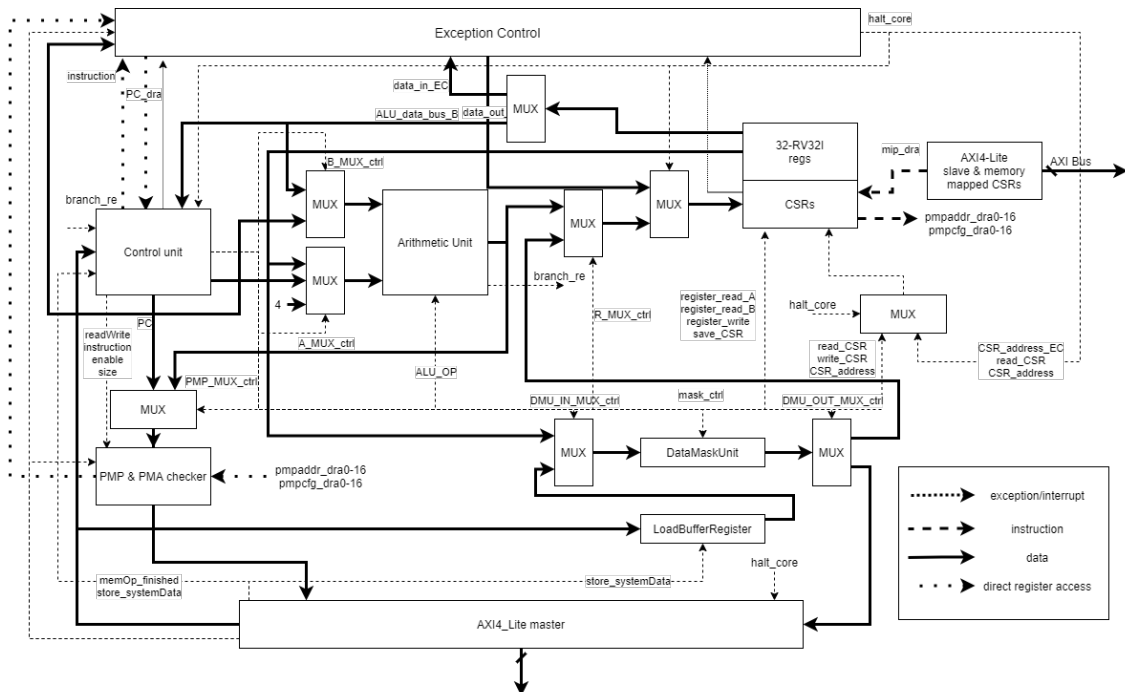 halt_core
Exception Control
instruction
PC_dra
data_in_EC
MUX
data_out
ALU_data_bus_B
32-RV32I
regs
mip_dra
AXI4-Lite
slave & memory
mapped CSRs
AXI Bus
B_MUX_ctrl
MUX
MUX
MUX
CSRs
pmpaddr_dra0-16
pmpcfg_dra0-16
branch_re
Control unit
Arithmetic Unit
MUX
branch_re
4
register_read_A
register_read_B
register_write
save_CSR
halt_core
MUX
PC
R_MUX_ctrl
readWrite
instruction
enable
size
A_MUX_ctrl
read_CSR
write_CSR
CSR_address
CSR_address_EC
read_CSR
CSR_address
ALU_OP
PMP_MUX_ctrl
MUX
mask_ctrl
DMU_IN_MUX_ctrl
DMU_OUT_MUX_ctrl
MUX
DataMaskUnit
MUX
PMP & PMA checker
pmpaddr_dra0-16
pmpcfg_dra0-16
exception/interrupt
instruction
data
direct register access
LoadBufferRegister
memOp_finished
store_systemData
store_systemData
halt_core
AXI4_Lite master